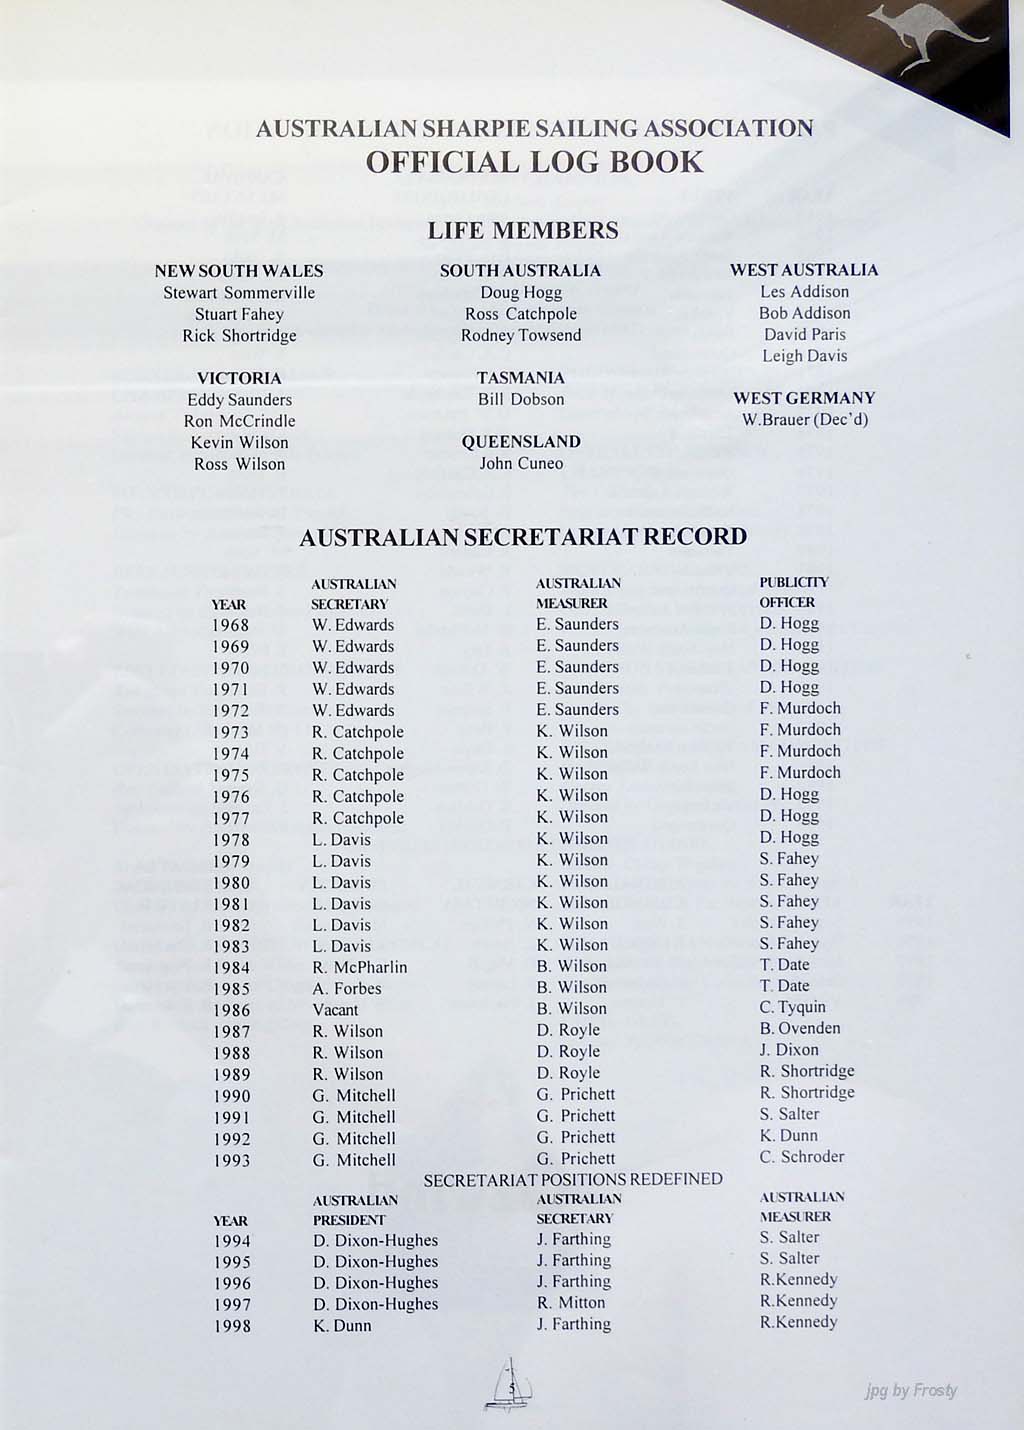 AUSTRALIAN SHARPIE SAILING ASSOCIATION
OFFICIAL LOG BOOK
LIFE MEMBERS
NEW SOUTH WALES
Stewart Sommerville
Stuart Fahey
Rick Shortridge
VICTORIA
Eddy Saunders
Ron McCrindle
Kevin Wilson
Ross Wilson
SOUTH AUSTRALIA
Doug Hogg
Ross Catchpole
Rodney Towsend
TASMANIA
Bill Dobson
QUEENSLAND
John Cuneo
WEST AUSTRALIA
Les Addison
Bob Addison
David Paris
Leigh Davis
WEST GERMANY
W.Brauer (Dec'd)
AUSTRALIAN SECRETARIAT RECORD
AUSTRALIAN AUSTRALIAN PUBLICITY
YEAR SECRETARY MEASURER OFFICER
1968 W. Edwards E. Saunders D. Hogg
1969 W. Edwards E. Saunders D. Hogg
1970 W. Edwards E. Saunders D. Hogg
1971 W. Edwards E. Saunders D. Hogg
1972 W. Edwards E. Saunders F. Murdoch
1973 R. Catchpole K. Wilson F. Murdoch
1974 R. Catchpole K. Wilson F. Murdoch
1975 R. Catchpole K. Wilson F. Murdoch
1976 R. Catchpole K. Wilson D. Hogg
1977 R. Catchpole K. Wilson D. Hogg
1978 L. Davis K. Wilson D. Hogg
1979 L. Davis K. Wilson S. Fahey
1980 L. Davis K. Wilson S. Fahey
1981 L. Davis K. Wilson S. Fahey
1982 L. Davis K. Wilson S. Fahey
1983 L. Davis K. Wilson S. Fahey
1984 R. McPharlin B. Wilson T. Date
1985 A. Forbes B. Wilson T. Date
1986 Vacant B. Wilson C. Tyquin
1987 R. Wilson D. Royle B. Ovenden
1988 R. Wilson D. Royle J. Dixon
1989 R. Wilson D. Royle R. Shortridge
1990 G. Mitchell G. Prichett R. Shortridge
1991 G. Mitchell G. Prichett S. Salter
1992 G. Mitchell G. Prichett K. Dunn
1993 G. Mitchell G. Prichett C. Schroder
SECRETARIAT POSITIONS REDEFINED
AUSTRALIAN AUSTRALIAN AUSTRALIAN
YEAR PRESIDENT SECRETARY MEASURER
1994 D. Dixon-Hughes J. Farthing S. Salter
1995 D. Dixon-Hughes J. Farthing S. Salter
1996 D. Dixon-Hughes J. Farthing R.Kennedy
1997 D. Dixon-Hughes R. Mitton R.Kennedy
1998 K. Dunn J. Farthing R.Kennedy
5
jpg by Frosty